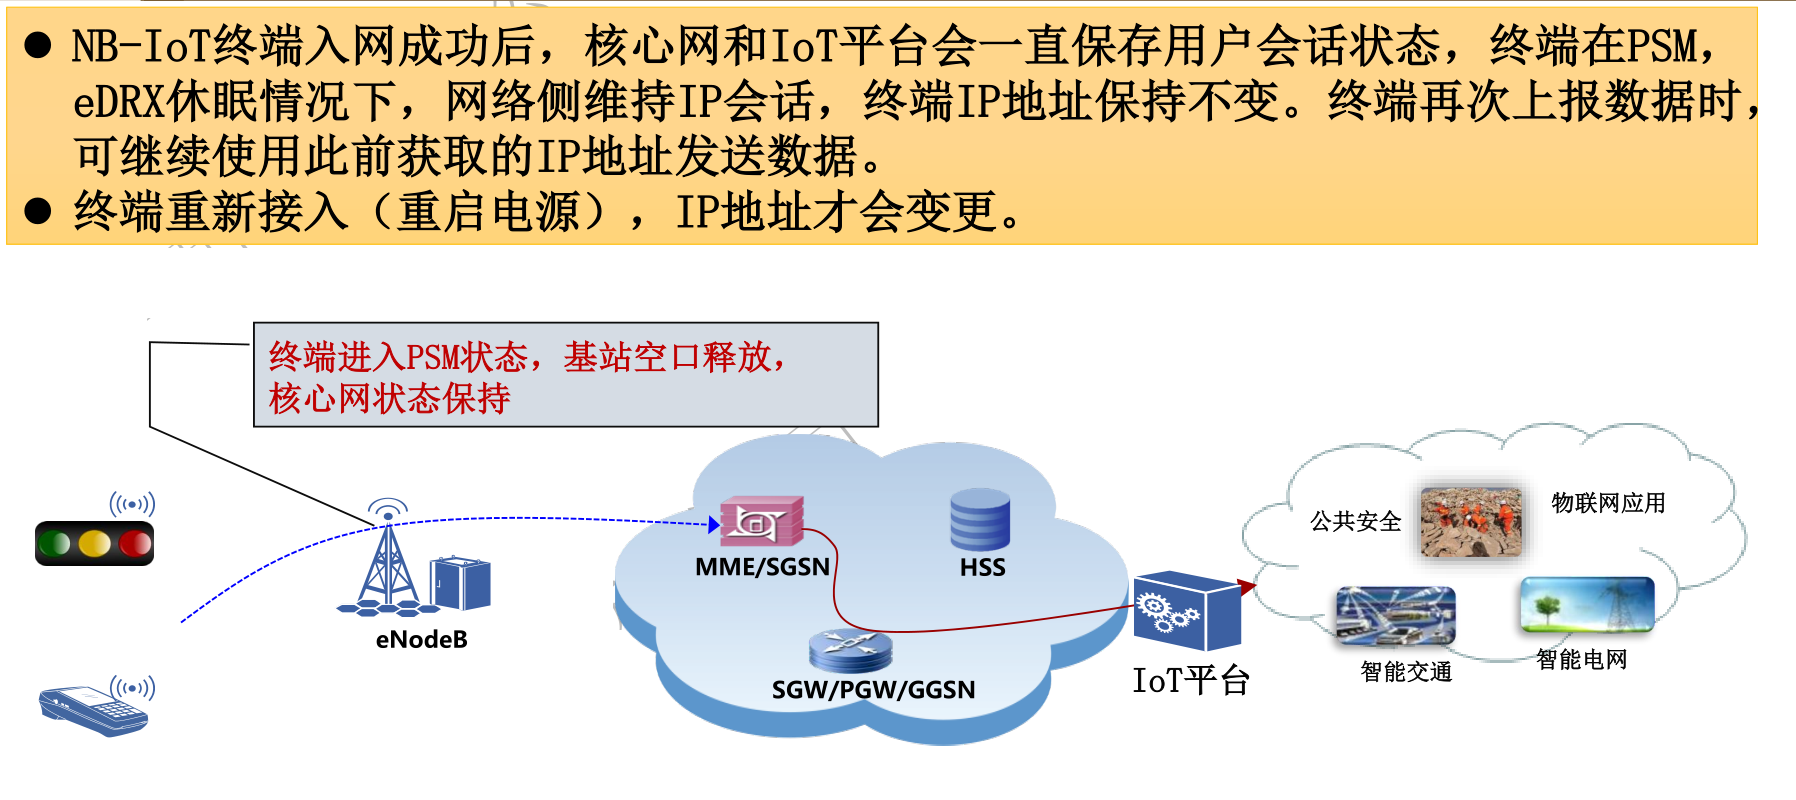 ● NB-IoT终端入网成功后，核心网和IoT平台会一直保存用户会话状态，终端在PSM，
eDRX休眠情况下，网络侧维持IP会话，终端IP地址保持不变。终端再次上报数据时，
可继续使用此前获取的IP地址发送数据。
● 终端重新接入（重启电源），IP地址才会变更。
终端进入PSM状态，基站空口释放，
核心网状态保持
公共安全
物联网应用
MME/SGSN
HSS
eNodeB
SGW/PGW/GGSN
IoT平台
智能交通
智能电网